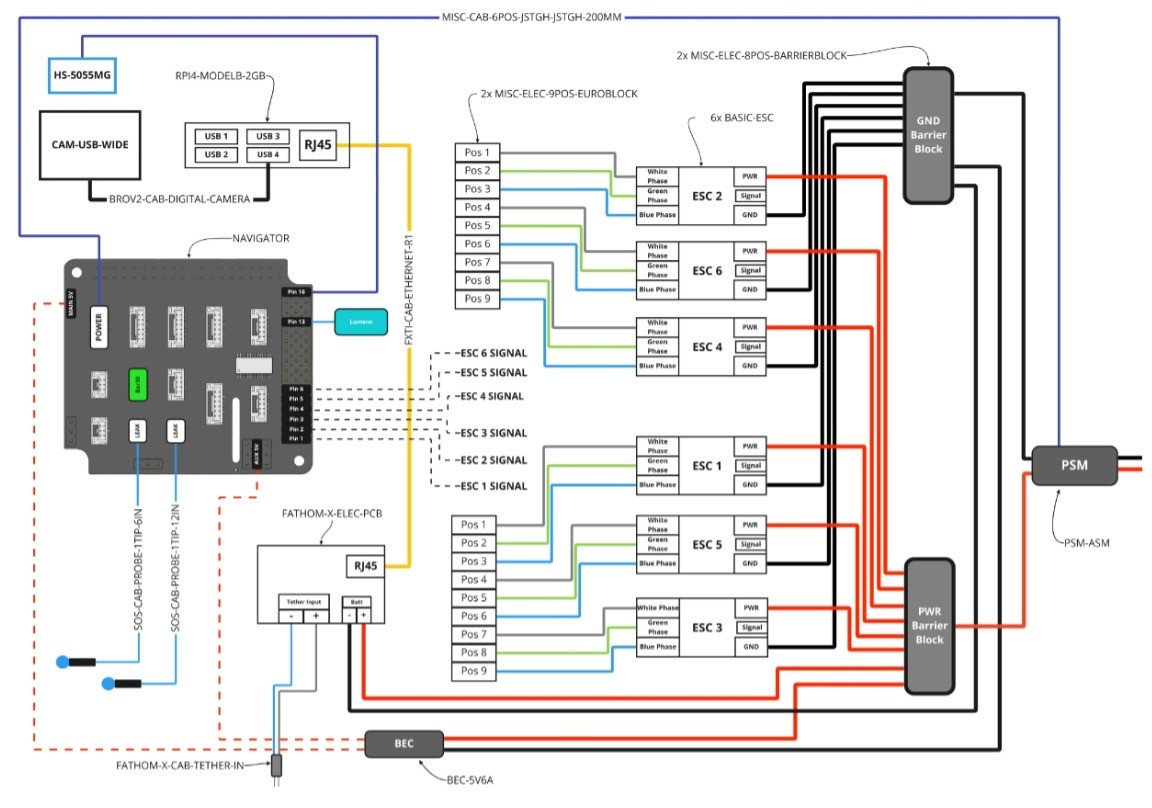 MISC-CAB-6POS-JSTGH-JSTGH-200MM
HS-5055MG
RPI4-MODELB-2GB
2x MISC-ELEC-8POS-BARRIERBLOCK
2x MISC-ELEC-9POS-EUROBLOCK
6x BASIC-ESC
CAM-USB-WIDE
USB 1
USB 3
USB 2
USB 4
RJ45
BROV2-CAB-DIGITAL-CAMERA
NAVIGATOR
FXTI-CAB-ETHERNET-R1
GND
Barrier
Block
Pos 1
Pos 2
Pos 3
Pos 4
Pos 5
Pos 6
Pos 7
Pos 8
Pos 9
White
Phase
Green
Phase
Blue Phase
ESC 2
PWR
Signal
GND
White
Phase
Green
Phase
Blue Phase
ESC 6
PWR
Signal
GND
White
Phase
Green
Phase
Blue Phase
ESC 4
PWR
Signal
GND
MAIN 5V
POWER
Pin 16
Pin 13
Lumens
Bar30
LEAK
LEAK
Pin 6
Pin 5
Pin 4
Pin 3
Pin 2
Pin 1
AUX 5V
ESC 6 SIGNAL
ESC 5 SIGNAL
ESC 4 SIGNAL
ESC 3 SIGNAL
ESC 2 SIGNAL
ESC 1 SIGNAL
White
Phase
Green
Phase
Blue Phase
ESC 1
PWR
Signal
GND
PSM
PSM-ASM
SOS-CAB-PROBE-1TIP-6IN
SOS-CAB-PROBE-1TIP-12IN
FATHOM-X-ELEC-PCB
RJ45
Tether Input
- +
Batt
- +
Pos 1
Pos 2
Pos 3
Pos 4
Pos 5
Pos 6
Pos 7
Pos 8
Pos 9
White
Phase
Green
Phase
Blue Phase
ESC 5
PWR
Signal
GND
White Phase
Green
Phase
Blue Phase
ESC 3
PWR
Signal
GND
PWR
Barrier
Block
BEC
BEC-5V6A
FATHOM-X-CAB-TETHER-IN